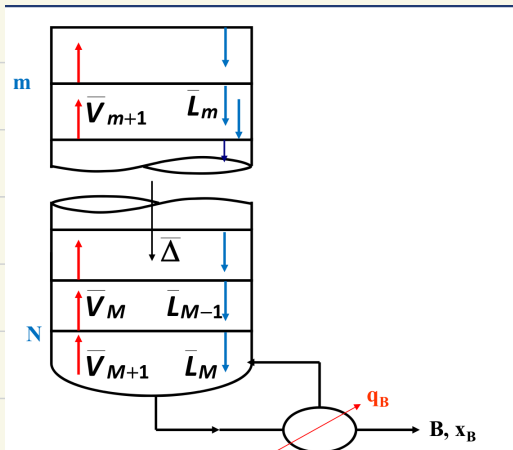 m
V̅m+1 L̅m
Δ̅
V̅M L̅M−1
N
V̅M+1 L̅M
qB
B, xB